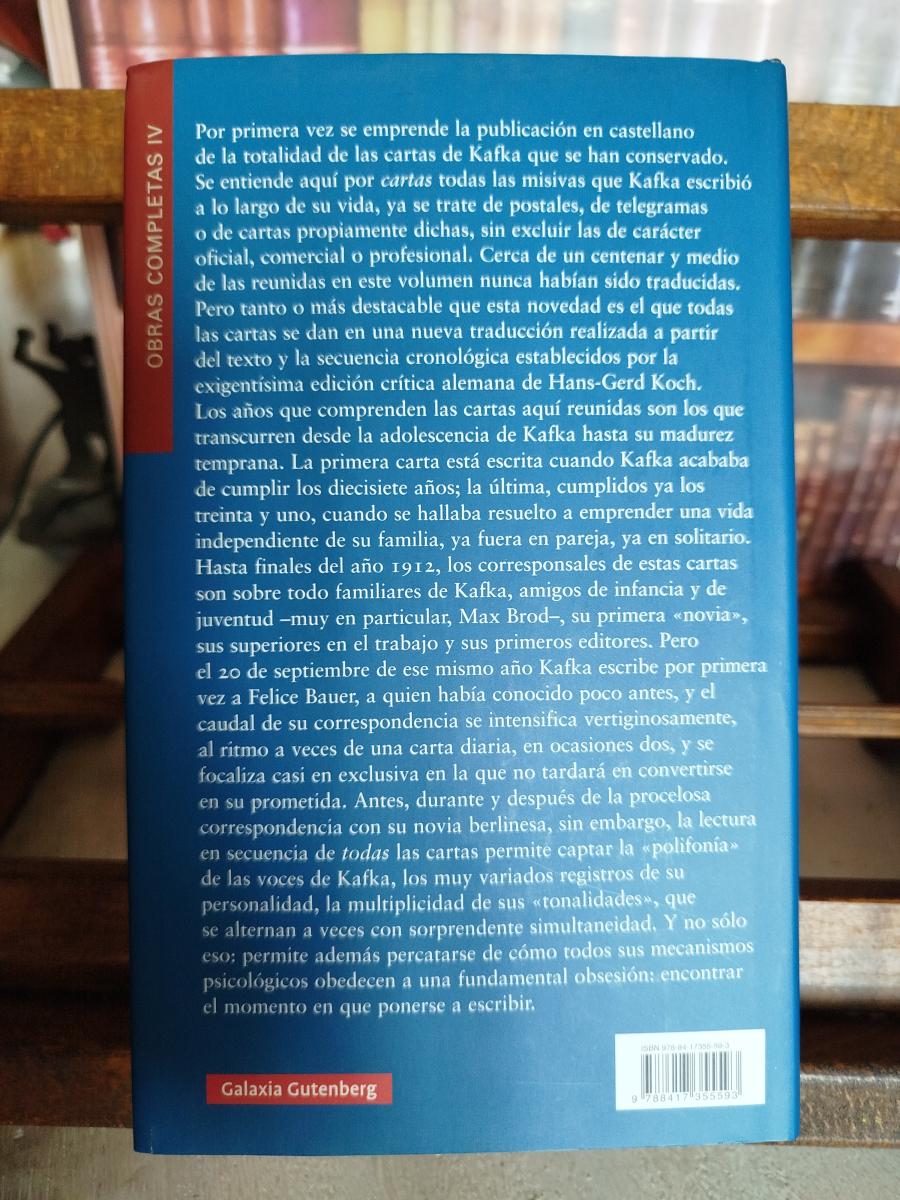 OBRAS COMPLETAS IV
Por primera vez se emprende la publicación en castellano
de la totalidad de las cartas de Kafka que se han conservado.
Se entiende aquí por cartas todas las misivas que Kafka escribió
a lo largo de su vida, ya se trate de postales, de telegramas
o de cartas propiamente dichas, sin excluir las de carácter
oficial, comercial o profesional. Cerca de un centenar y medio
de las reunidas en este volumen nunca habían sido traducidas.
Pero tanto o más destacable que esta novedad es el que todas
las cartas se dan en una nueva traducción realizada a partir
del texto y la secuencia cronológica establecidos por la
exigentísima edición crítica alemana de Hans-Gerd Koch.
Los años que comprenden las cartas aquí reunidas son los que
transcurren desde la adolescencia de Kafka hasta su madurez
temprana. La primera carta está escrita cuando Kafka acababa
de cumplir los diecisiete años; la última, cumplidos ya los
treinta y uno, cuando se hallaba resuelto a emprender una vida
independiente de su familia, ya fuera en pareja, ya en solitario.
Hasta finales del año 1912, los corresponsales de estas cartas
son sobre todo familiares de Kafka, amigos de infancia y de
juventud –muy en particular, Max Brod–, su primera «novia»,
sus superiores en el trabajo y sus primeros editores. Pero
el 20 de septiembre de ese mismo año Kafka escribe por primera
vez a Felice Bauer, a quien había conocido poco antes, y el
caudal de su correspondencia se intensifica vertiginosamente,
al ritmo a veces de una carta diaria, en ocasiones dos, y se
focaliza casi en exclusiva en la que no tardará en convertirse
en su prometida. Antes, durante y después de la procelosa
correspondencia con su novia berlinesa, sin embargo, la lectura
en secuencia de todas las cartas permite captar la «polifonía»
de las voces de Kafka, los muy variados registros de su
personalidad, la multiplicidad de sus «tonalidades», que
se alternan a veces con sorprendente simultaneidad. Y no sólo
eso: permite además percatarse de cómo todos sus mecanismos
psicológicos obedecen a una fundamental obsesión: encontrar
el momento en que ponerse a escribir.
ISBN 978-84-17355-59-3
Galaxia Gutenberg
9 788417 355593